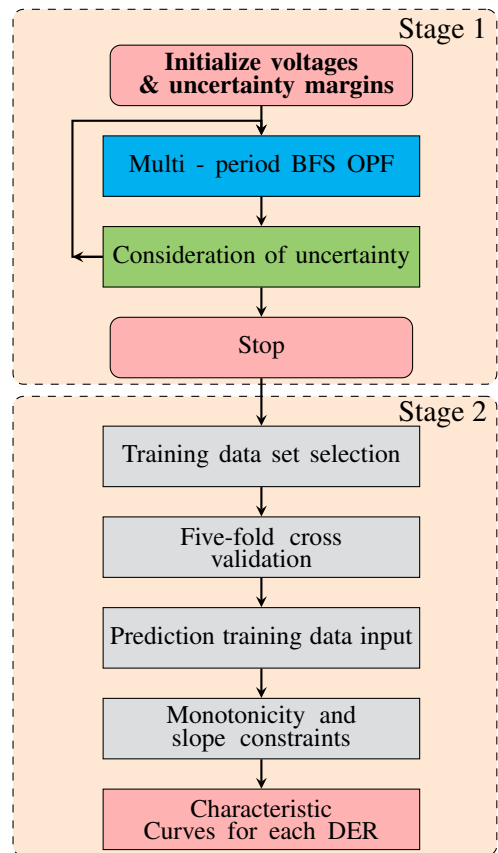 Stage 1
Initialize voltages
& uncertainty margins
Multi - period BFS OPF
Consideration of uncertainty
Stop
Stage 2
Training data set selection
Five-fold cross
validation
Prediction training data input
Monotonicity and
slope constraints
Characteristic
Curves for each DER